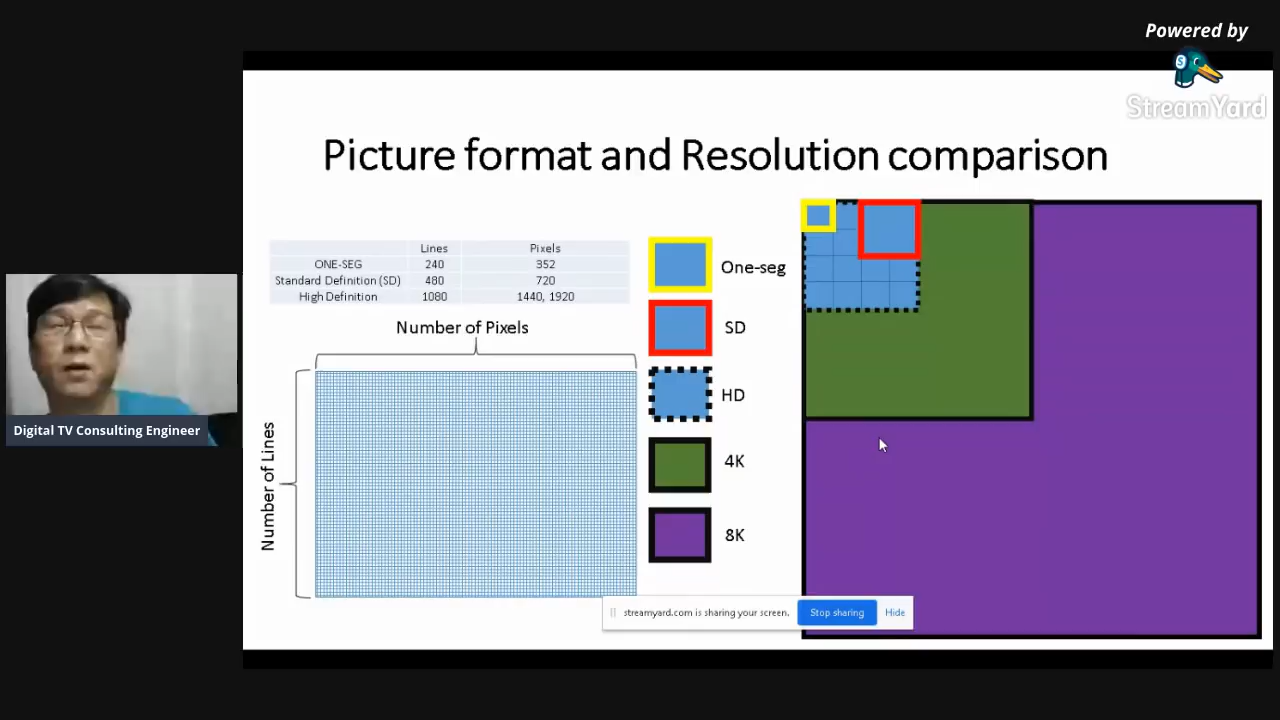 Powered by
S
StreamYard
Picture format and Resolution comparison
Lines Pixels
ONE-SEG 240 352
Standard Definition (SD) 480 720
High Definition 1080 1440, 1920
Number of Pixels
Number of Lines
One-seg
SD
HD
4K
8K
Digital TV Consulting Engineer
streamyard.com is sharing your screen.
Stop sharing
Hide